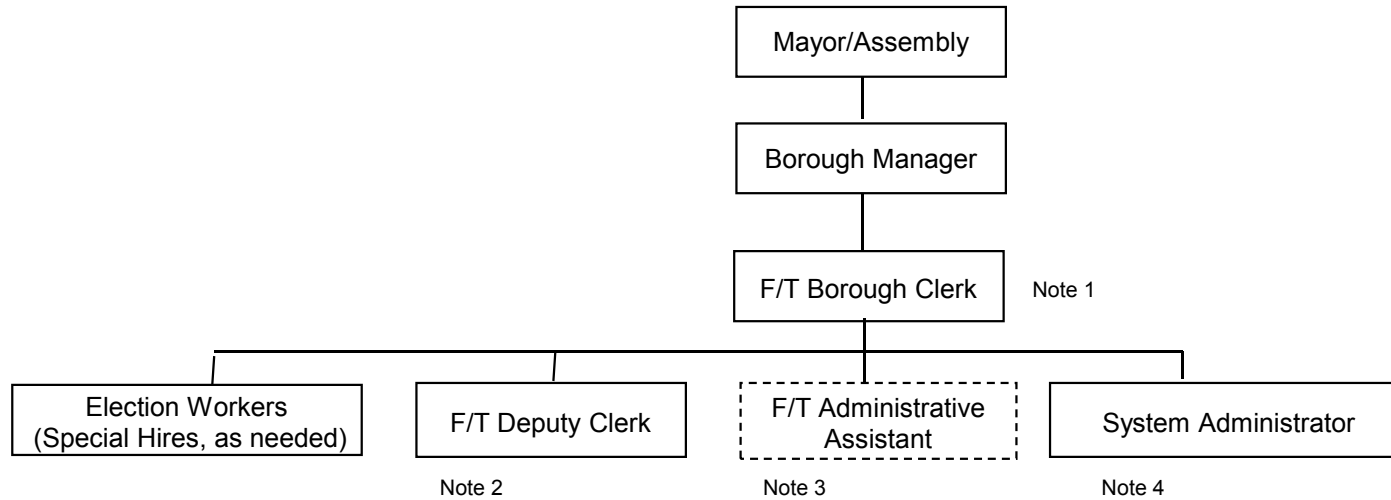 Mayor/Assembly
Borough Manager
F/T Borough Clerk
Note 1
Election Workers
(Special Hires, as needed)
F/T Deputy Clerk
F/T Administrative
Assistant
System Administrator
Note 2
Note 3
Note 4